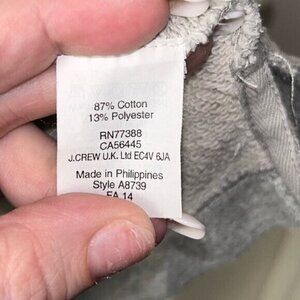 87% Cotton
13% Polyester
RN77388
CA56445
J.CREW U.K. Ltd EC4V 6JA
Made in Philippines
Style A8739
FA 14